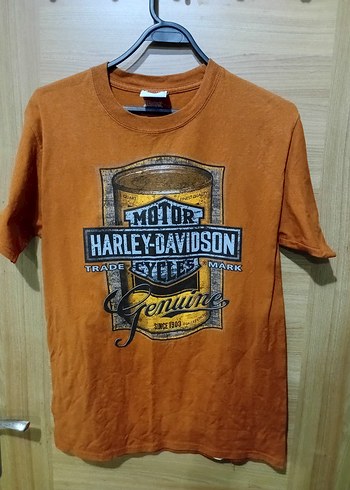 MOTOR
HARLEY-DAVIDSON
TRADE MARK
CYCLES
Genuine
SINCE 1903